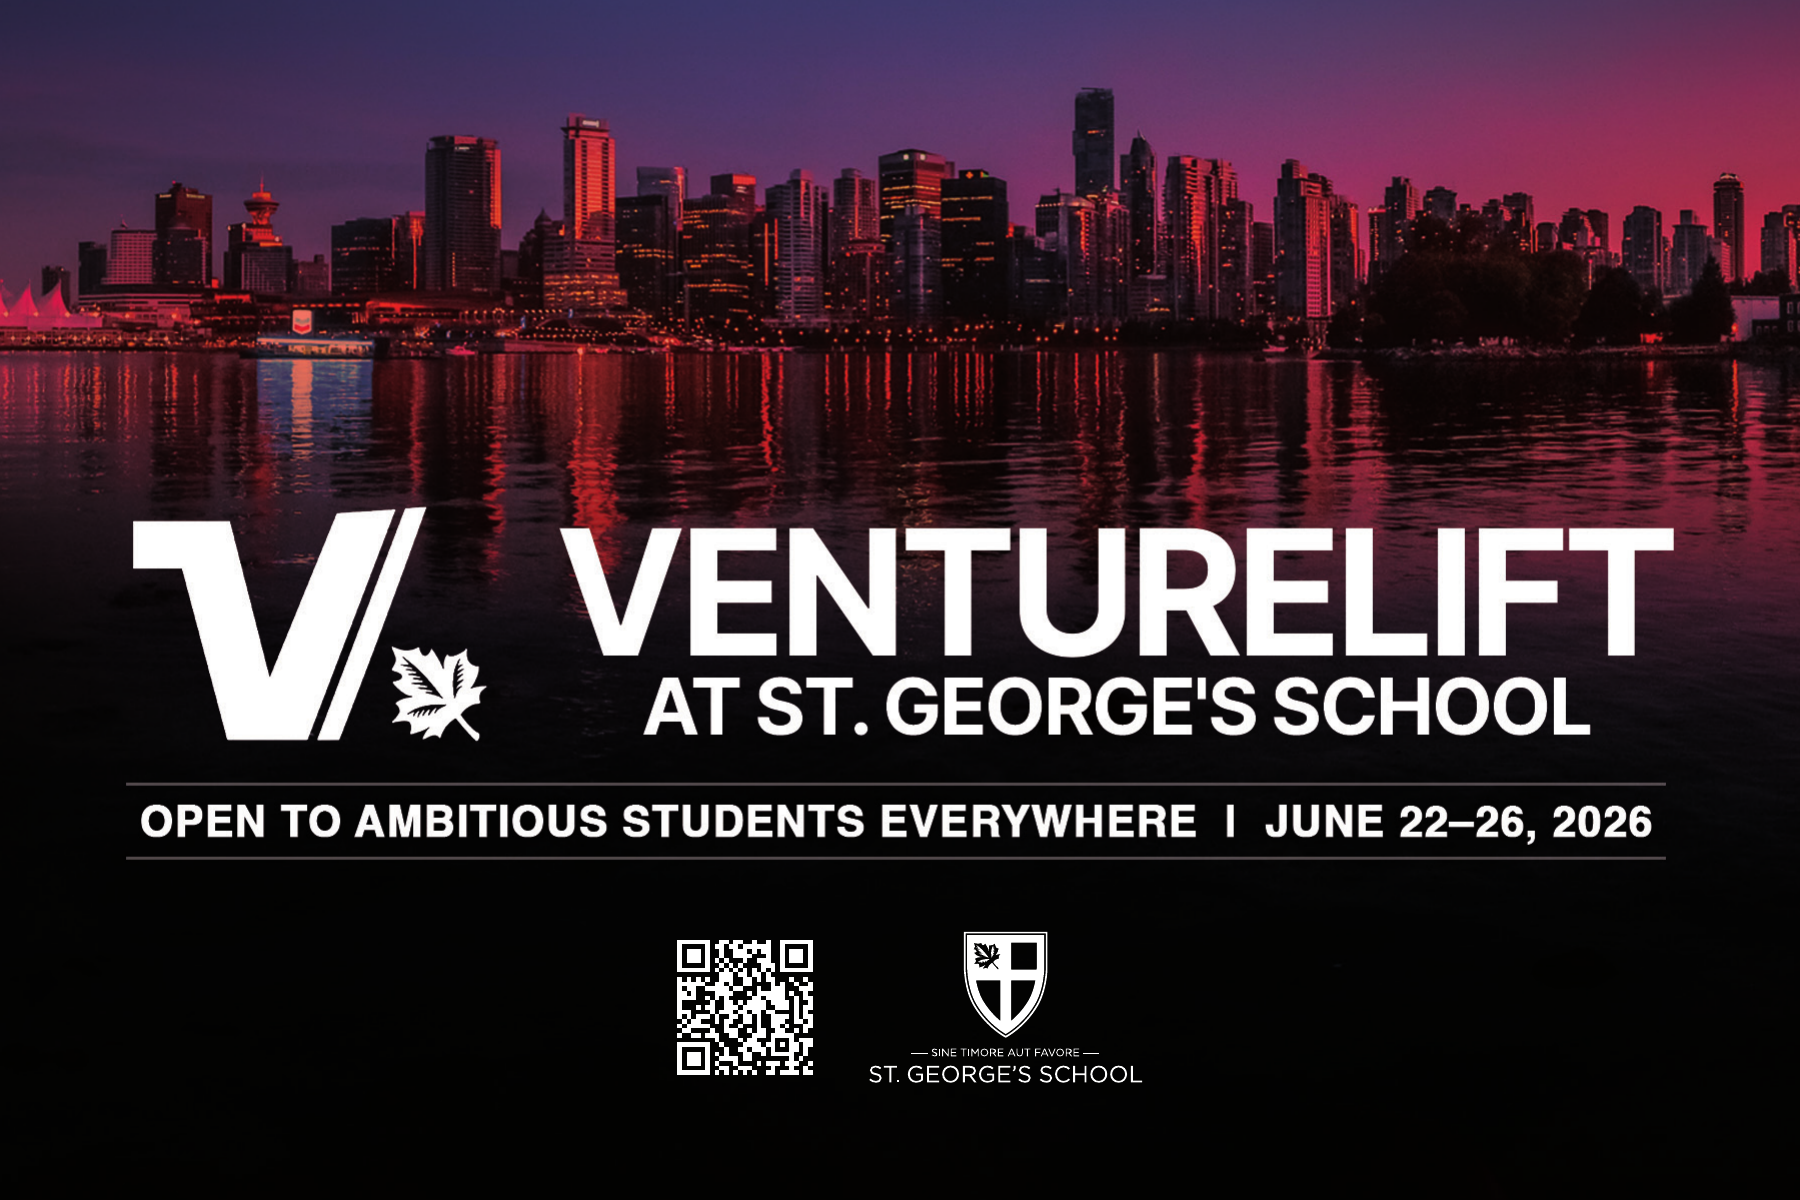 VENTURELIFT
AT ST. GEORGE'S SCHOOL
OPEN TO AMBITIOUS STUDENTS EVERYWHERE | JUNE 22–26, 2026
SINE TIMORE AUT FAVORE
ST. GEORGE’S SCHOOL